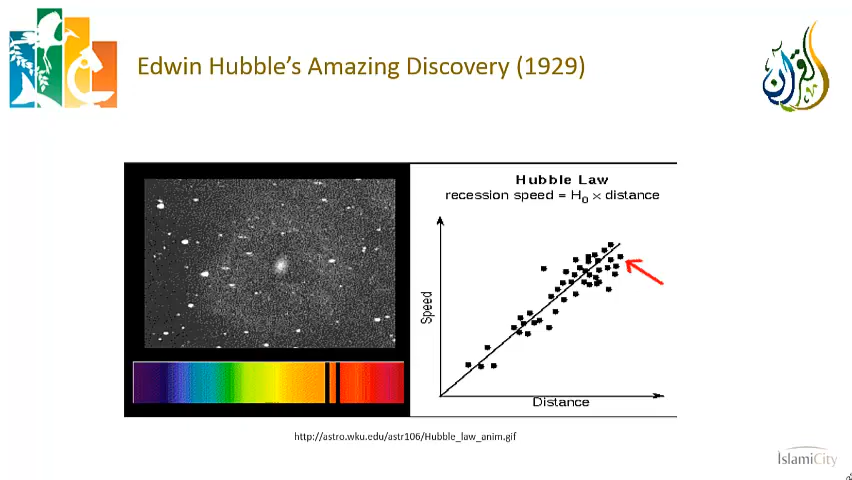 Edwin Hubble’s Amazing Discovery (1929)
القرآن
Hubble Law
recession speed = H₀ × distance
Speed
Distance
http://astro.wku.edu/astr106/Hubble_law_anim.gif
IslamiCity